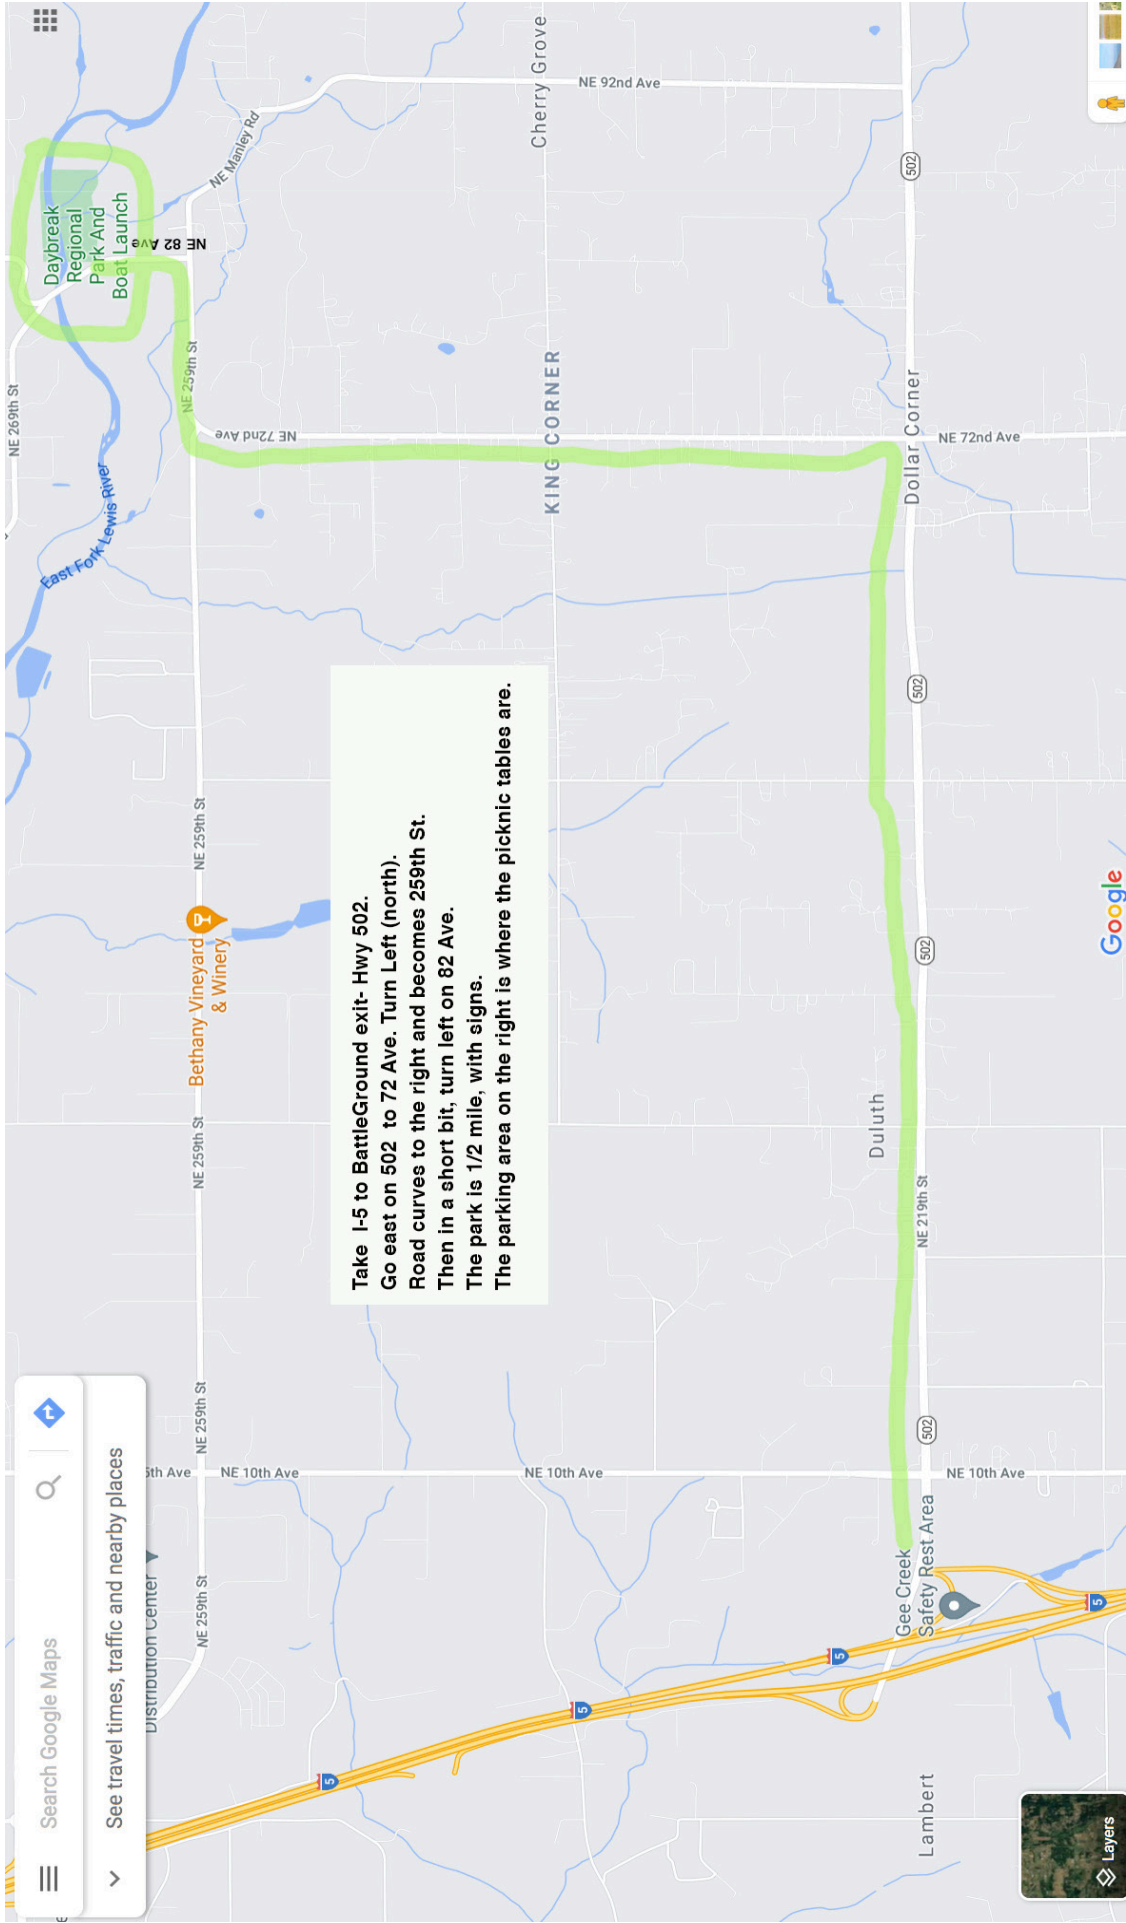 Search Google Maps
See travel times, traffic and nearby places
Distribution Center
NE 269th St
East Fork Lewis River
Daybreak
Regional
Park And
Boat Launch
NE 82 Ave
NE Manley Rd
NE 259th St
NE 259th St
NE 259th St
NE 259th St
NE 259th St
Bethany Vineyard
& Winery
NE 72nd Ave
5th Ave
NE 10th Ave
NE 10th Ave
NE 10th Ave
Take I-5 to BattleGround exit- Hwy 502.
Go east on 502 to 72 Ave. Turn Left (north).
Road curves to the right and becomes 259th St.
Then in a short bit, turn left on 82 Ave.
The park is 1/2 mile, with signs.
The parking area on the right is where the picknic tables are.
KING CORNER
Cherry Grove
NE 92nd Ave
5
5
5
5
Duluth
Dollar Corner
NE 72nd Ave
Gee Creek
Safety Rest Area
NE 219th St
502
502
502
502
Lambert
Layers
Google